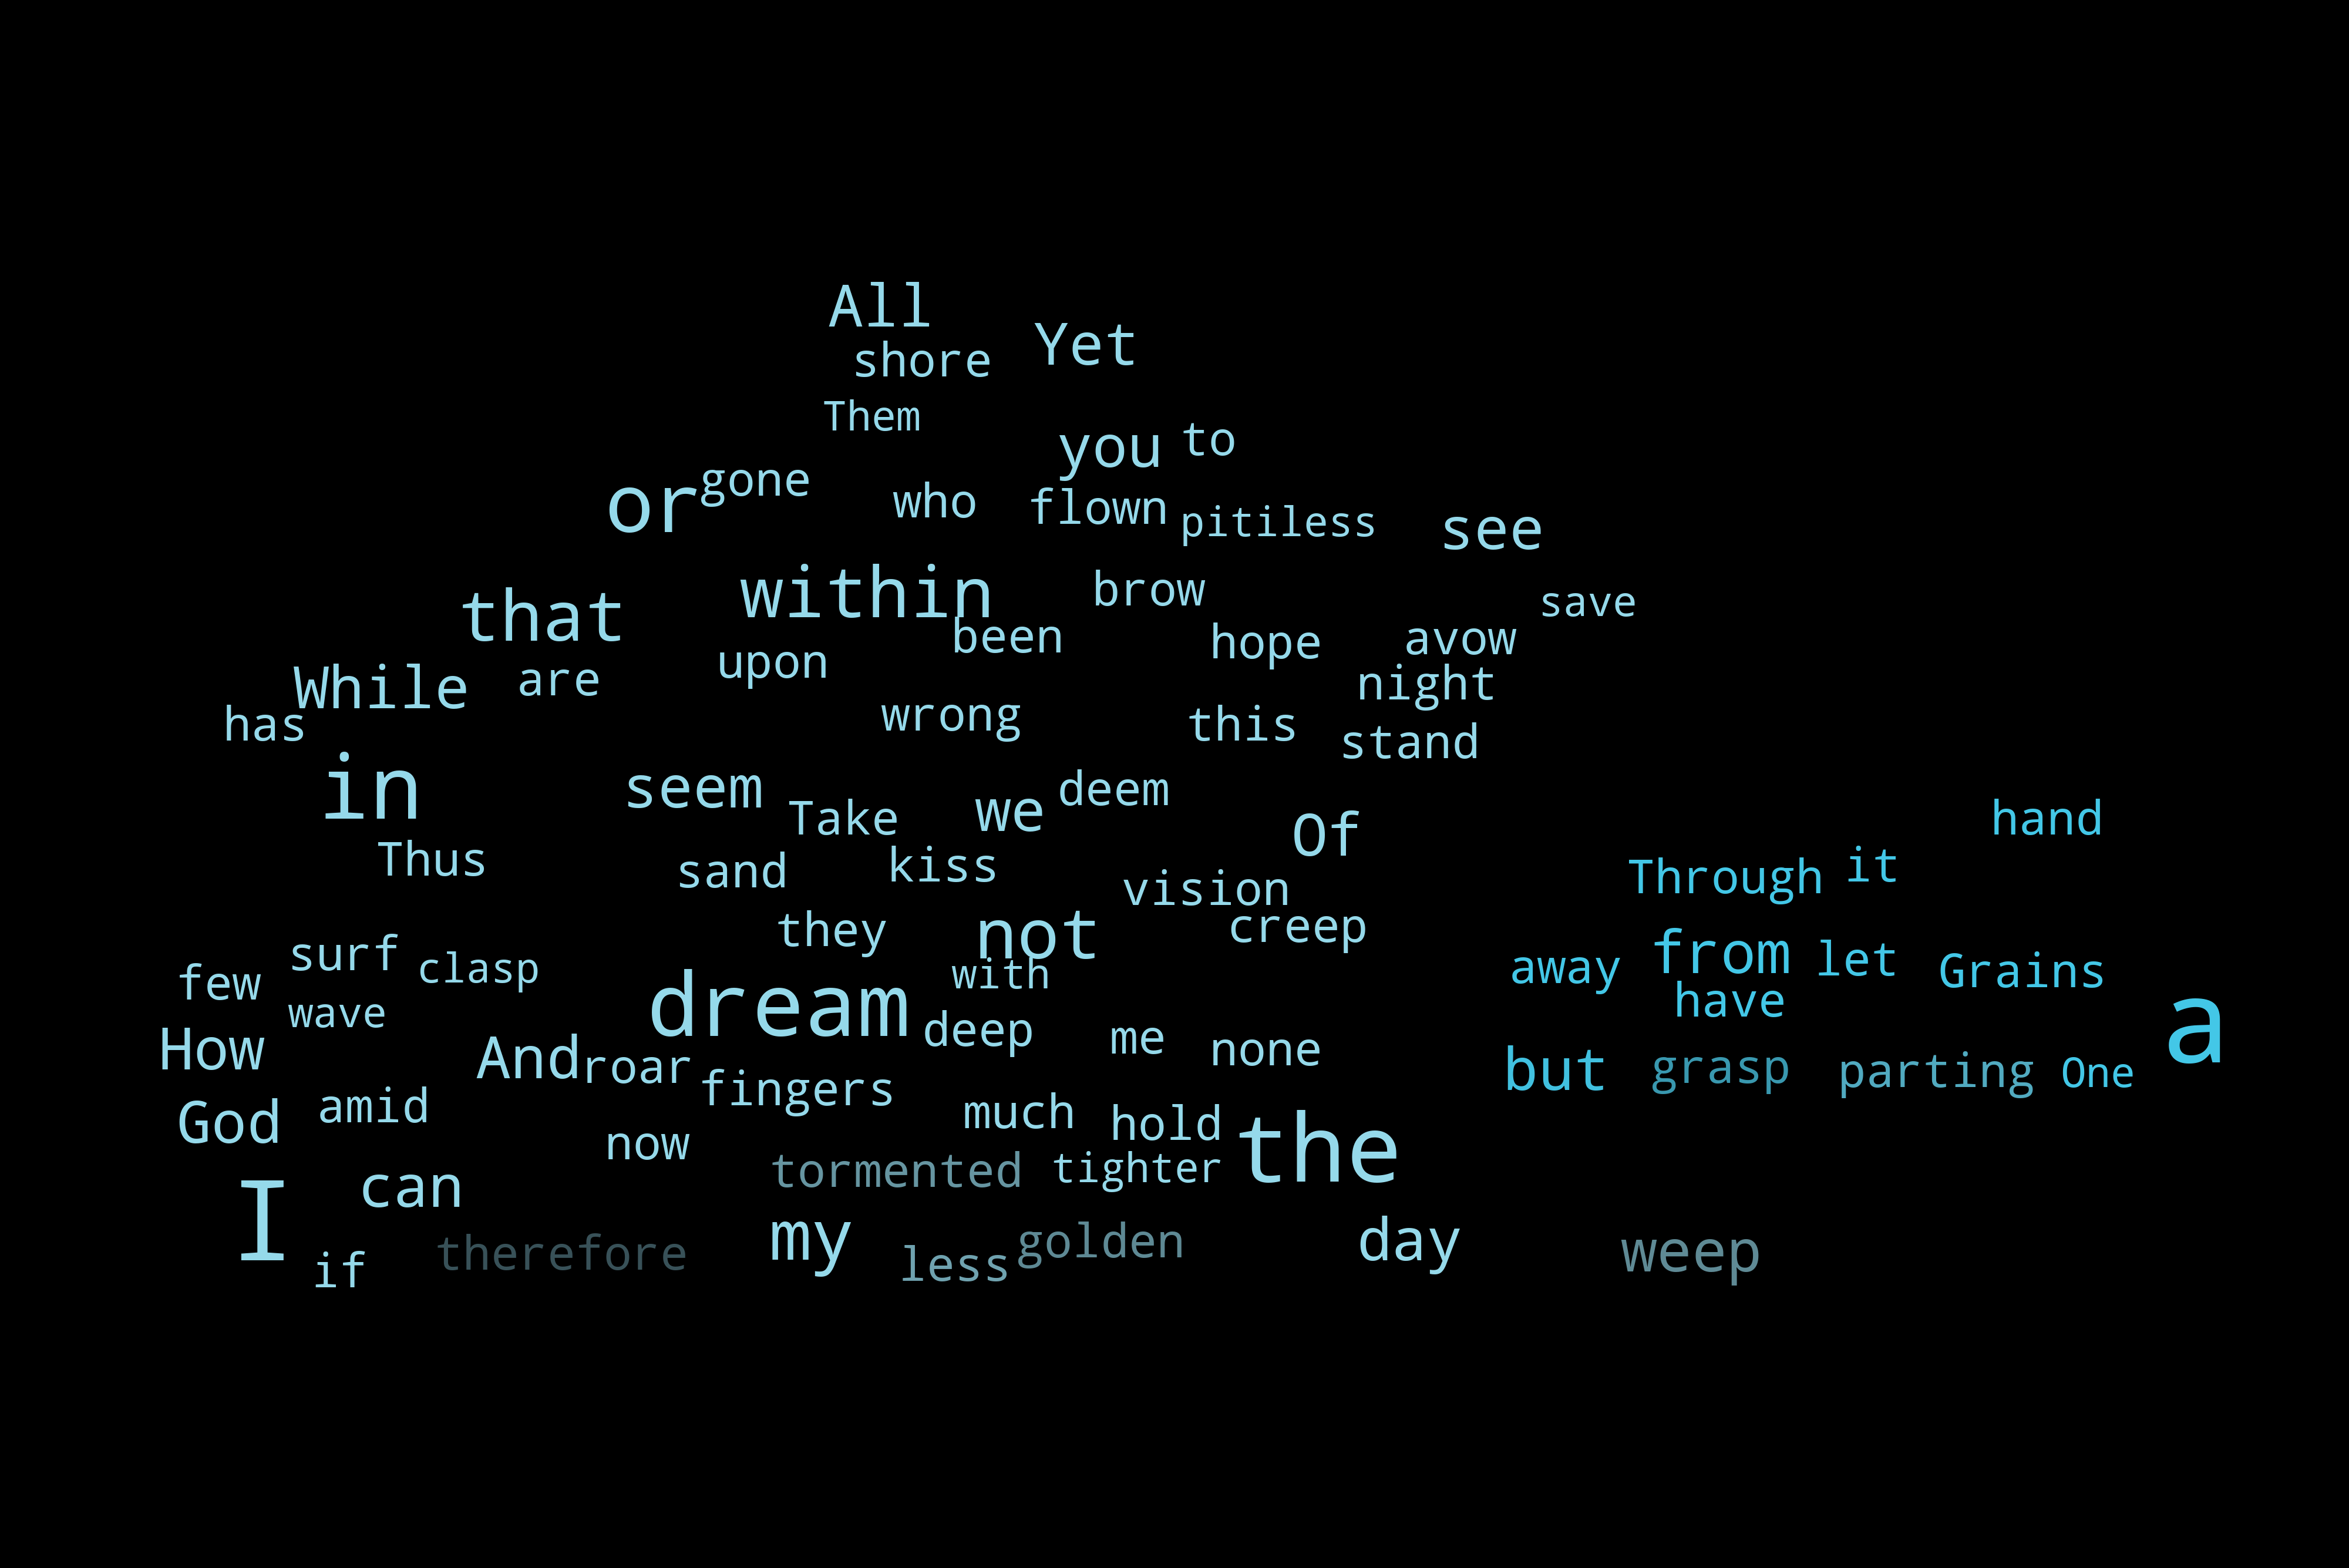 All
shore Yet
Them
you to
or gone who flown pitiless see
within brow save
that been hope avow
While are upon night
has wrong this stand
in seem Take we deem Of hand
Thus sand kiss vision Through it
they not creep
surf clasp with away from let Grains
few wave dream deep have a
How And roar me none but grasp parting One
God amid fingers much hold the
now tormented tighter
I can my day
if therefore less golden weep